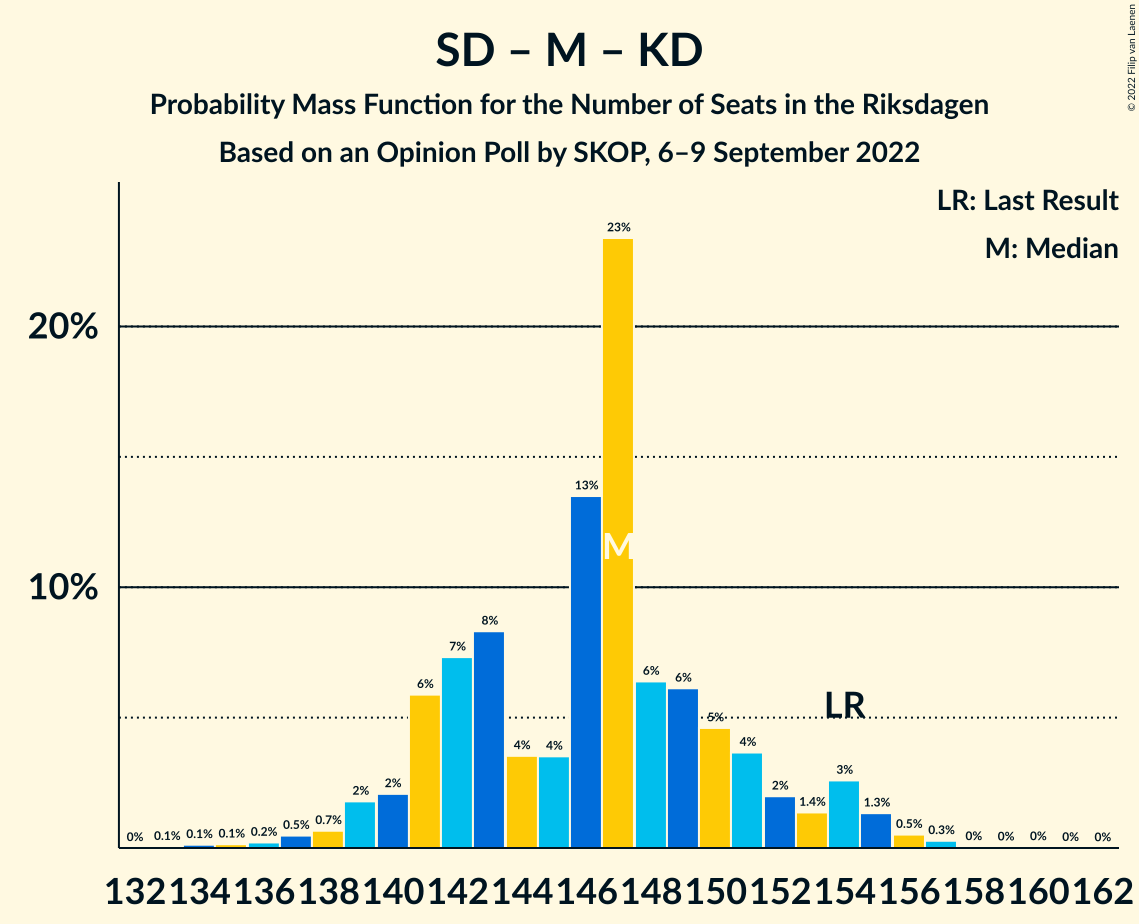 SD – M – KD
Probability Mass Function for the Number of Seats in the Riksdagen
Based on an Opinion Poll by SKOP, 6–9 September 2022
© 2022 Filip van Laenen
LR: Last Result
M: Median
20%
10%
0% 0.1% 0.1% 0.1% 0.2% 0.5% 0.7% 2% 2% 6% 7% 8% 4% 4% 13% 23% 6% 6% 5% 4% 2% 1.4% 3% 1.3% 0.5% 0.3% 0% 0% 0% 0% 0%
M
LR
132 134 136 138 140 142 144 146 148 150 152 154 156 158 160 162